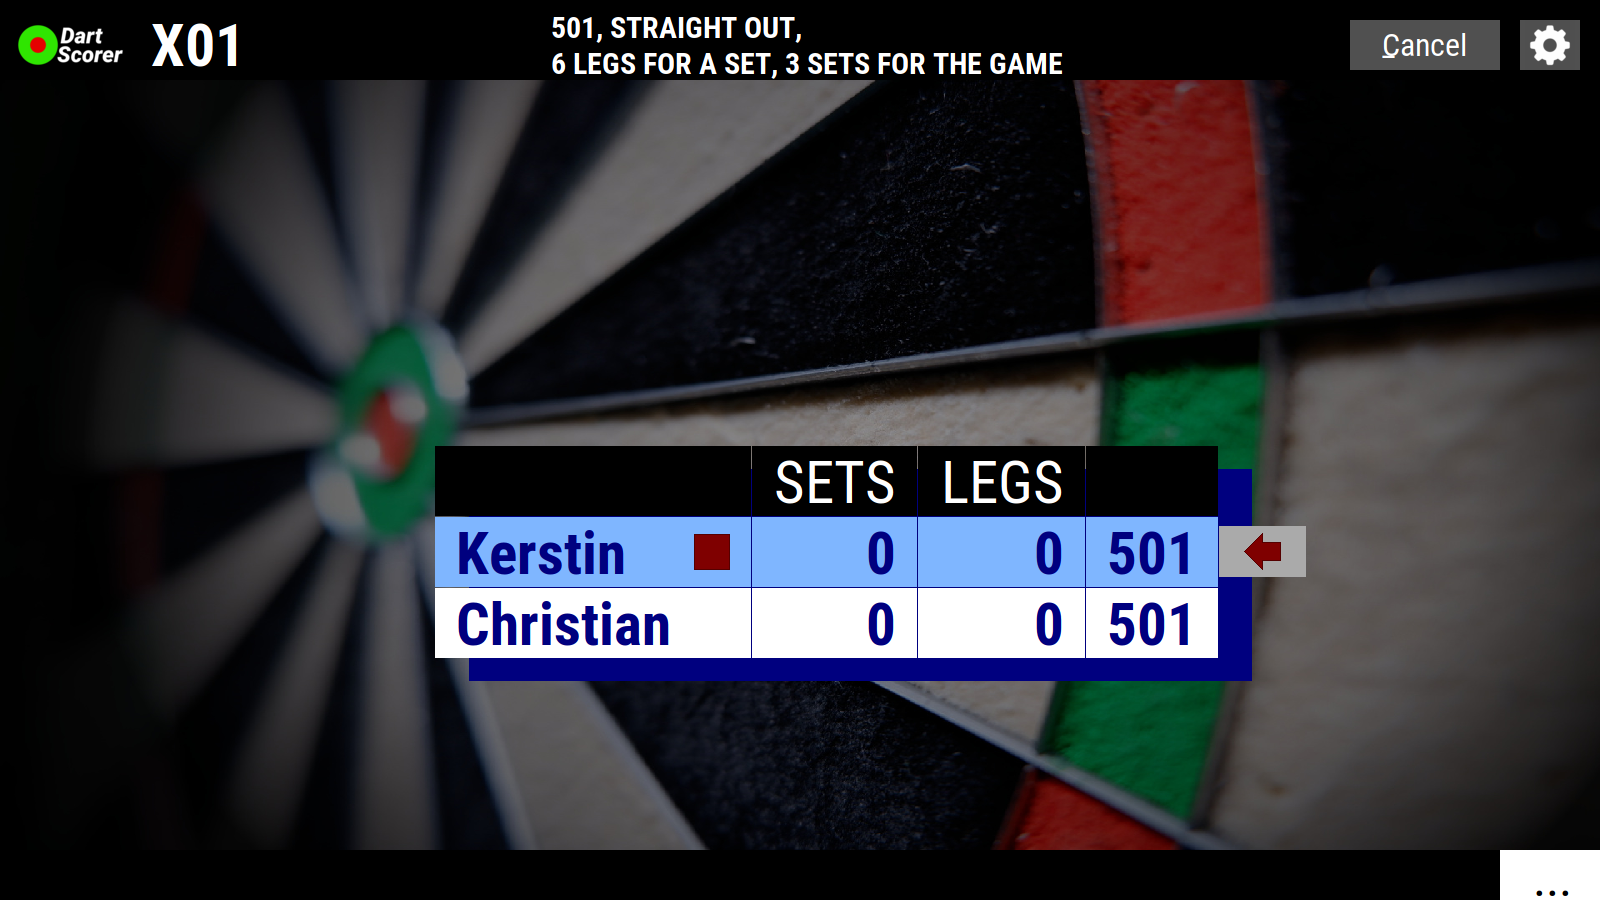 Dart
Scorer
X01
501, STRAIGHT OUT,
6 LEGS FOR A SET, 3 SETS FOR THE GAME
Cancel
SETS LEGS
Kerstin 0 0 501
Christian 0 0 501
...